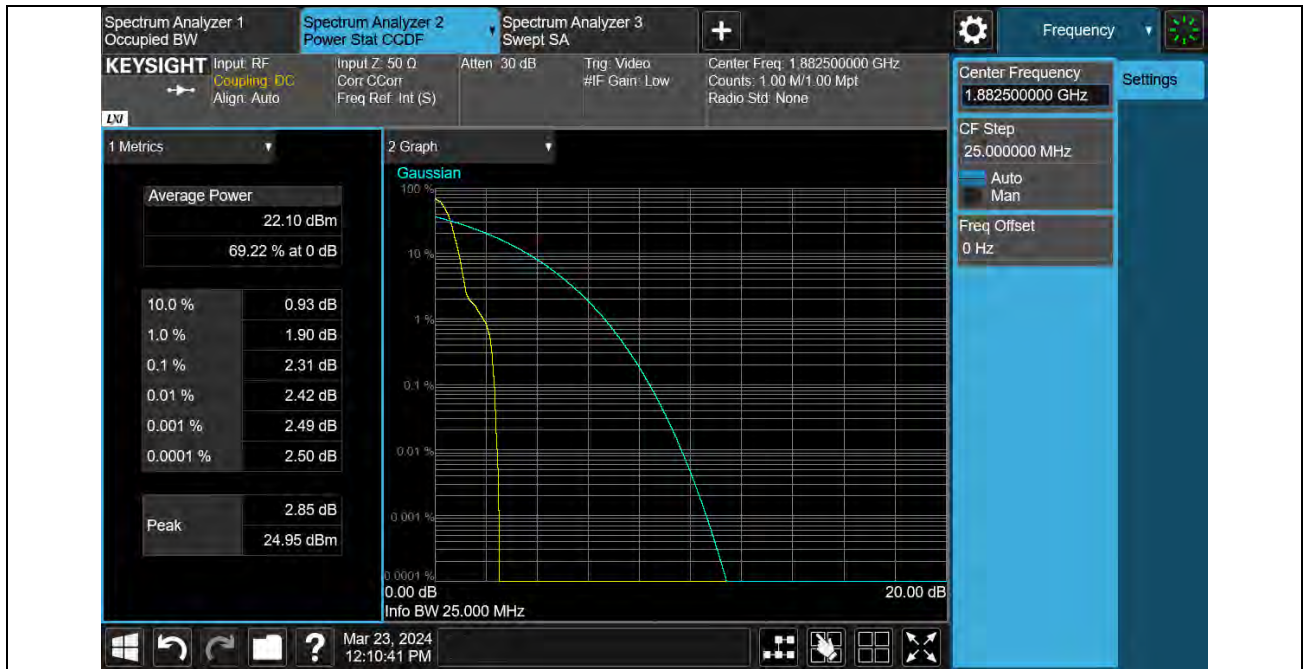 Spectrum Analyzer 1
Occupied BW
Spectrum Analyzer 2
Power Stat CCDF
Spectrum Analyzer 3
Swept SA
Frequency
KEYSIGHT
Input: RF
Coupling: DC
Align: Auto
Input Z: 50 Ω
Corr CCorr
Freq Ref: Int (S)
Atten: 30 dB
Trig: Video
#IF Gain: Low
Center Freq: 1.882500000 GHz
Counts: 1.00 M/1.00 Mpt
Radio Std: None
LXI
Center Frequency
1.882500000 GHz
Settings
CF Step
25.000000 MHz
Auto
Man
Freq Offset
0 Hz
1 Metrics
Average Power
22.10 dBm
69.22 % at 0 dB
10.0 % 0.93 dB
1.0 % 1.90 dB
0.1 % 2.31 dB
0.01 % 2.42 dB
0.001 % 2.49 dB
0.0001 % 2.50 dB
Peak
2.85 dB
24.95 dBm
2 Graph
Gaussian
100 %
10 %
1 %
0.1 %
0.01 %
0.001 %
0.0001 %
0.00 dB 20.00 dB
Info BW 25.000 MHz
?
Mar 23, 2024
12:10:41 PM